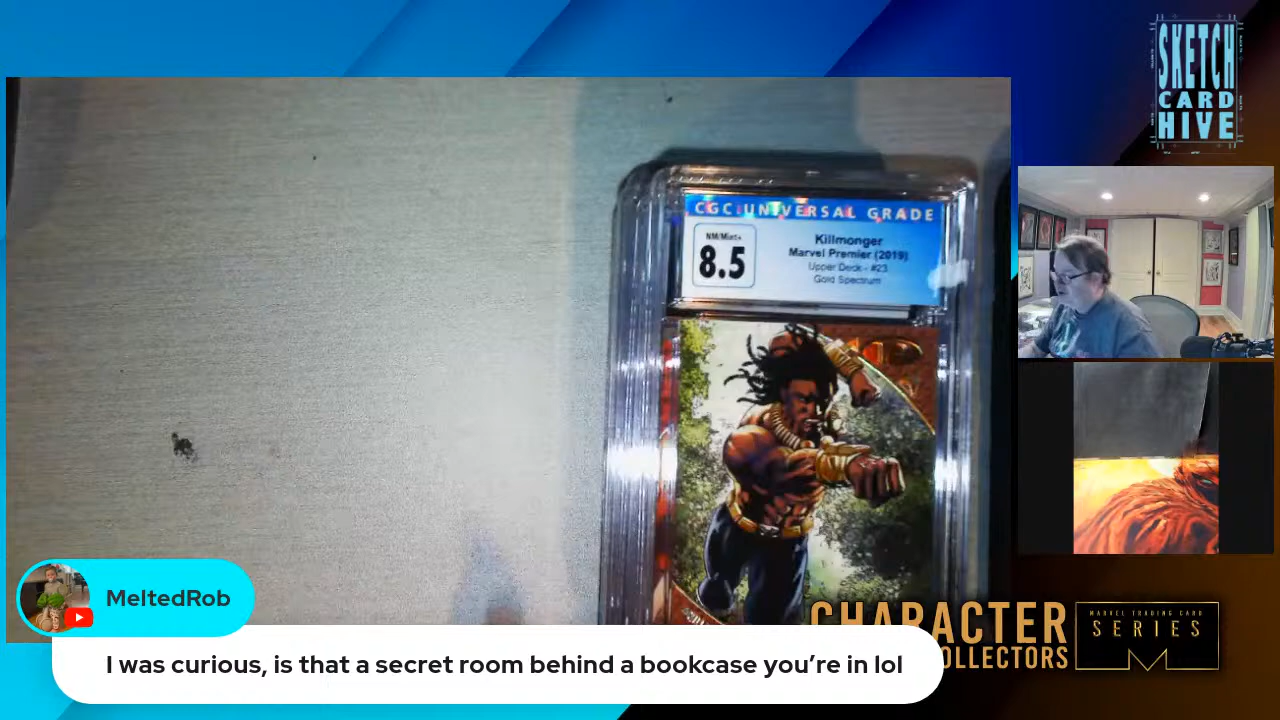 SKETCH
CARD
HIVE
CGC UNIVERSAL GRADE
NM/Mint+
8.5
Killmonger
Marvel Premier (2019)
Upper Deck - #23
Gold Spectrum
MeltedRob
I was curious, is that a secret room behind a bookcase you’re in lol
CHARACTER
MARVEL TRADING CARD
SERIES